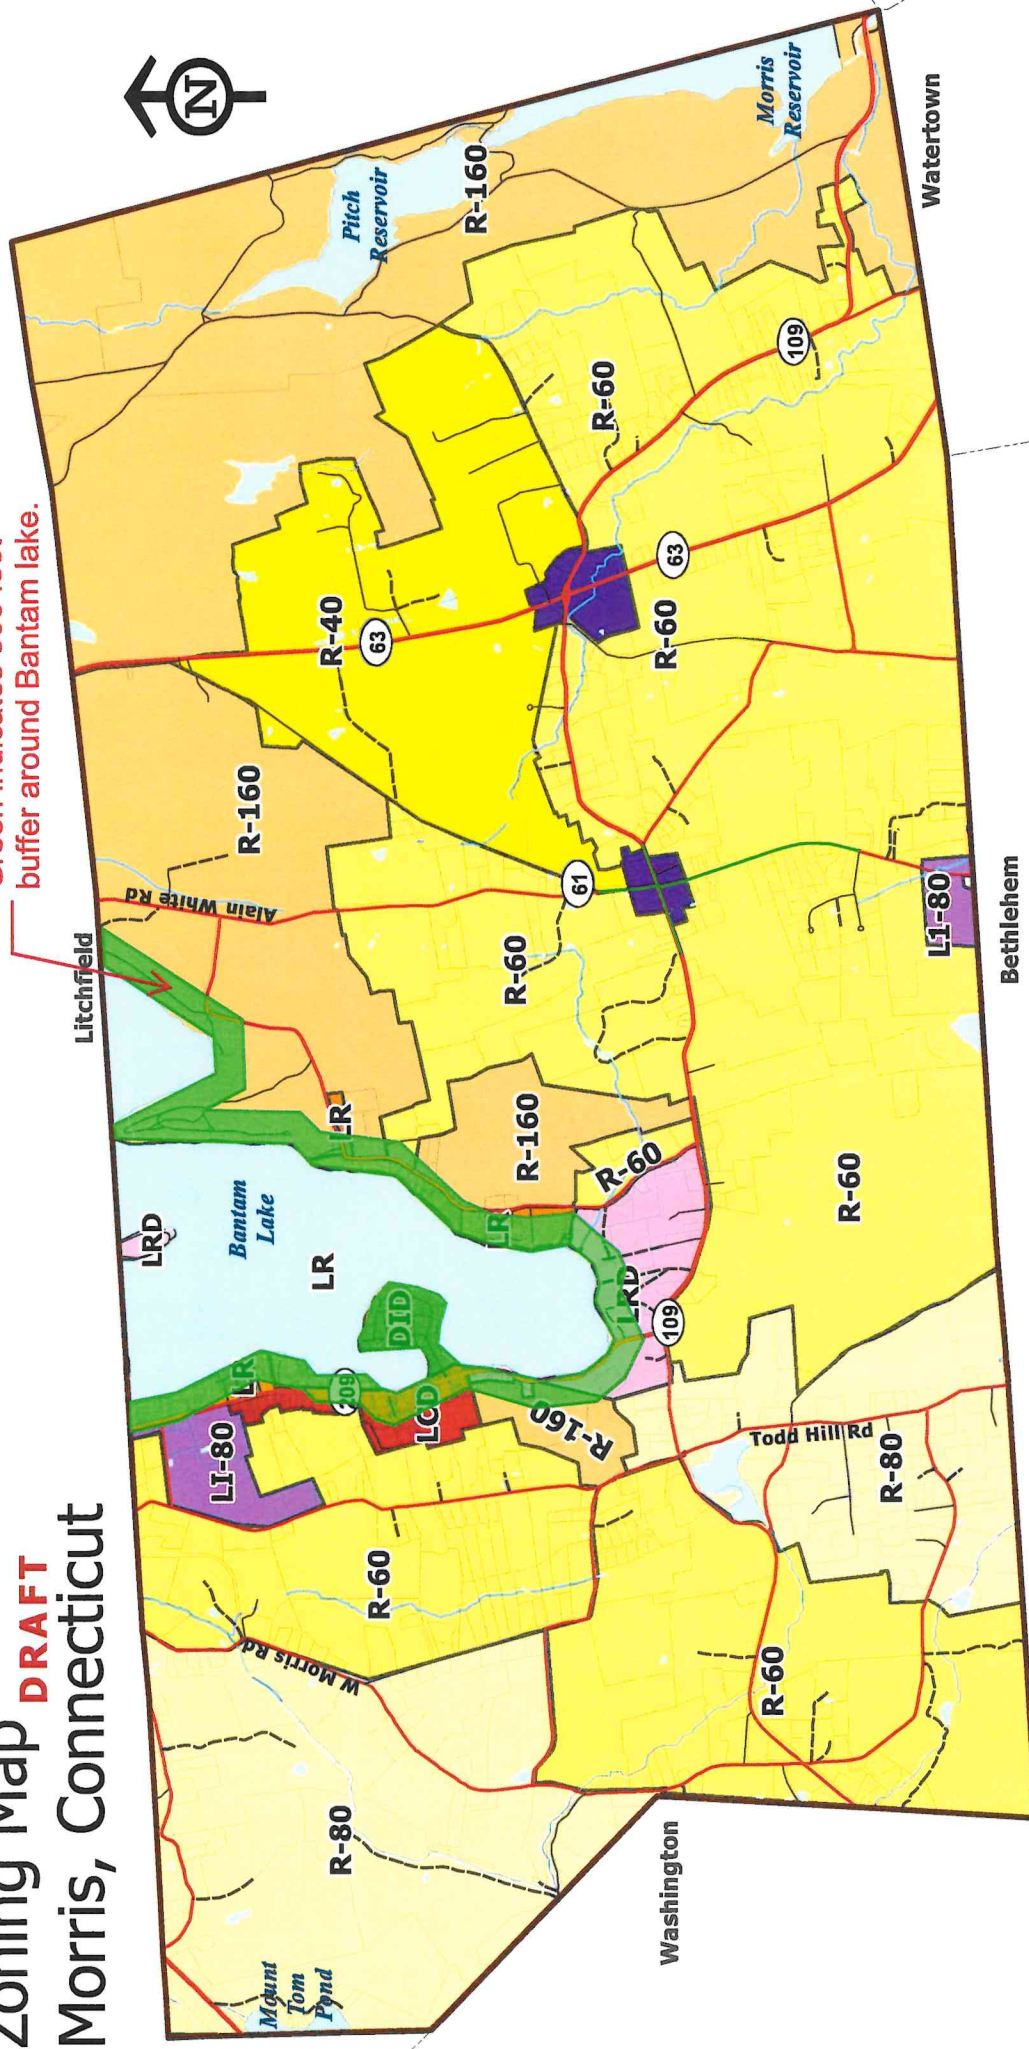 Zoning Map
DRAFT
Morris, Connecticut
buffer around Bantam lake.
N
Litchfield
Mount
Tom
Pond
R-80
W Morris Rd
R-60
LI-80
LR
209
LCD
R-160
DID
LRD
Bantam
Lake
LR
LR
LR
LRD
109
R-160
R-60
Alain White Rd
R-160
R-60
61
R-40
63
Pitch
Reservoir
R-160
Morris
Reservoir
R-60
109
63
R-60
Todd Hill Rd
R-80
R-60
R-60
L1-80
Washington
Bethlehem
Watertown